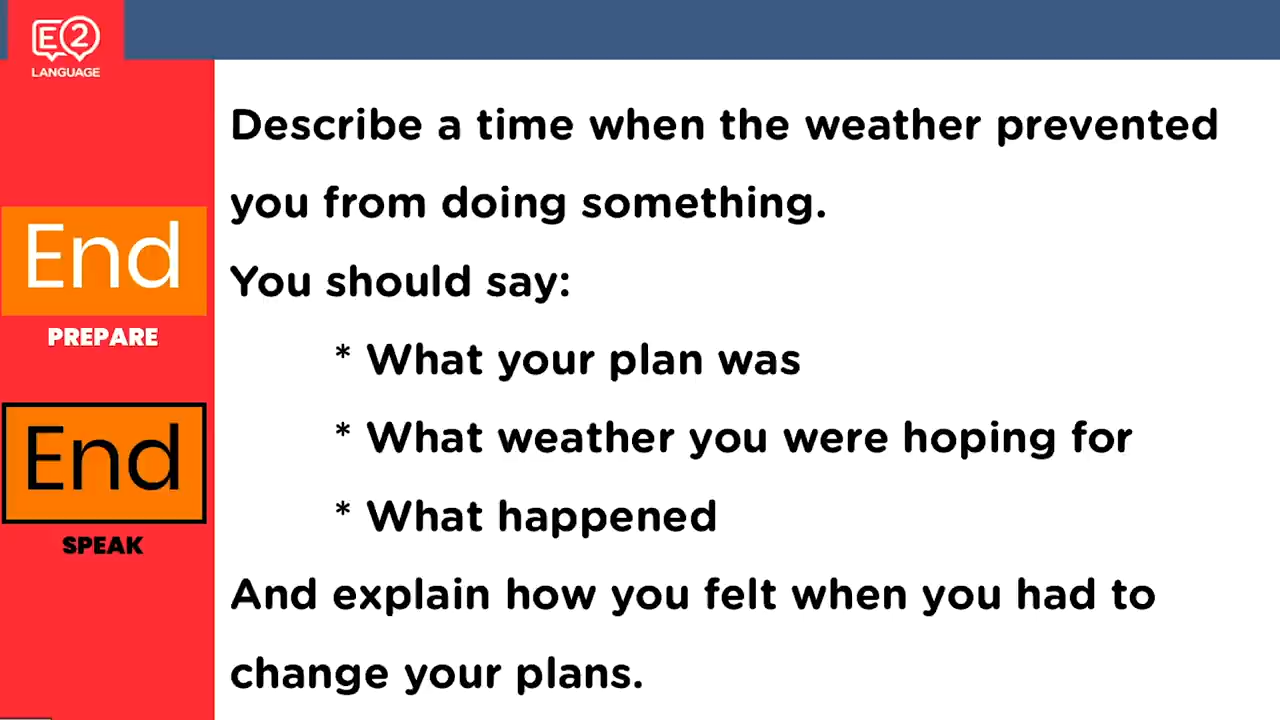 E2
LANGUAGE
End
PREPARE
End
SPEAK
Describe a time when the weather prevented
you from doing something.
You should say:
* What your plan was
* What weather you were hoping for
* What happened
And explain how you felt when you had to
change your plans.